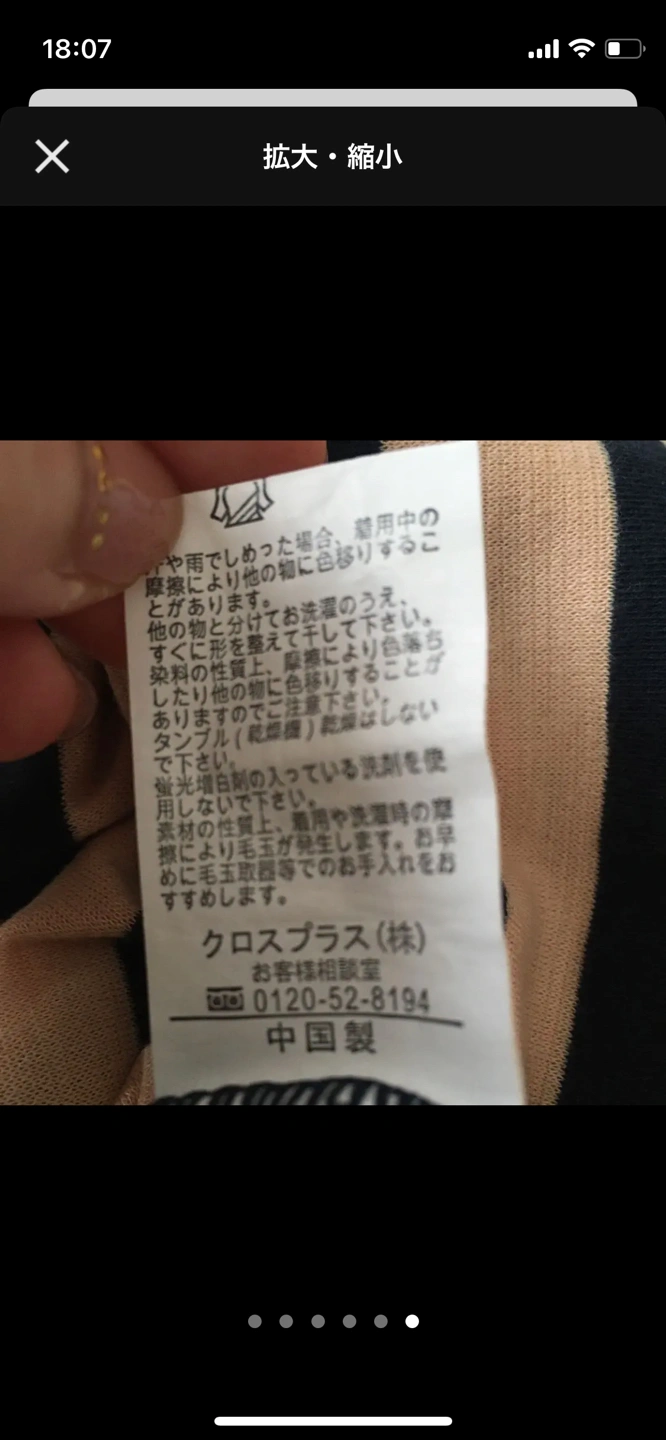 18:07
拡大・縮小
汗や雨でしめった場合、着用中の
摩擦により他の物に色移りするこ
とがあります。
他の物と分けてお洗濯のうえ、
すぐに形を整えて干して下さい。
染料の性質上、摩擦により色落ち
したり他の物に色移りすることが
ありますのでご注意下さい。
タンブル(乾燥機)乾燥はしない
で下さい。
蛍光増白剤の入っている洗剤を使
用しないで下さい。
素材の性質上、着用や洗濯時の摩
擦により毛玉が発生します。お早
めに毛玉取器等でのお手入れをお
すすめします。
クロスプラス(株)
お客様相談室
0120-52-8194
中国製